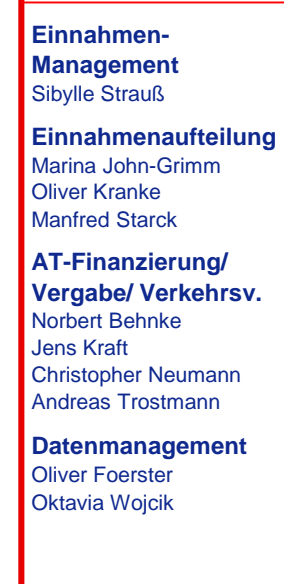 Einnahmen-
Management
Sibylle Strauß
Einnahmenaufteilung
Marina John-Grimm
Oliver Kranke
Manfred Starck
AT-Finanzierung/
Vergabe/ Verkehrsv.
Norbert Behnke
Jens Kraft
Christopher Neumann
Andreas Trostmann
Datenmanagement
Oliver Foerster
Oktavia Wojcik